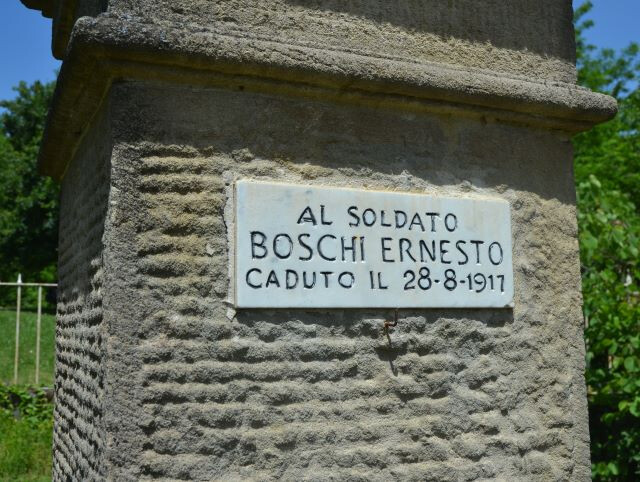 AL SOLDATO
BOSCHI ERNESTO
CADUTO IL 28-8-1917